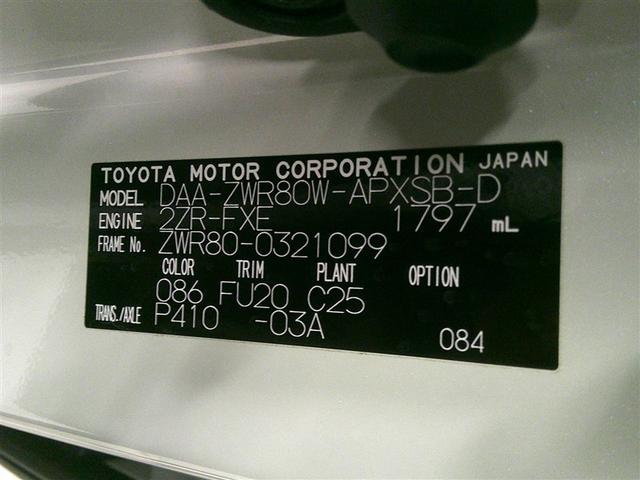 TOYOTA MOTOR CORPORATION JAPAN
MODEL DAA-ZWR80W-APXSB-D
ENGINE 2ZR-FXE 1797 mL
FRAME No. ZWR80-0321099
COLOR TRIM PLANT OPTION
086 FU20 C25
TRANS./AXLE P410 -03A
084